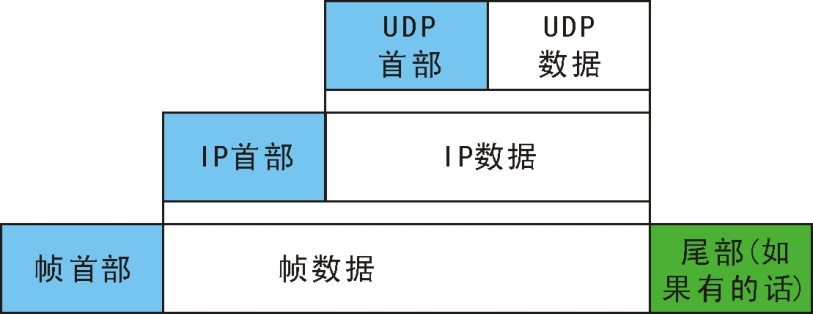 UDP
首部
UDP
数据
IP首部
IP数据
帧首部
帧数据
尾部(如
果有的话)